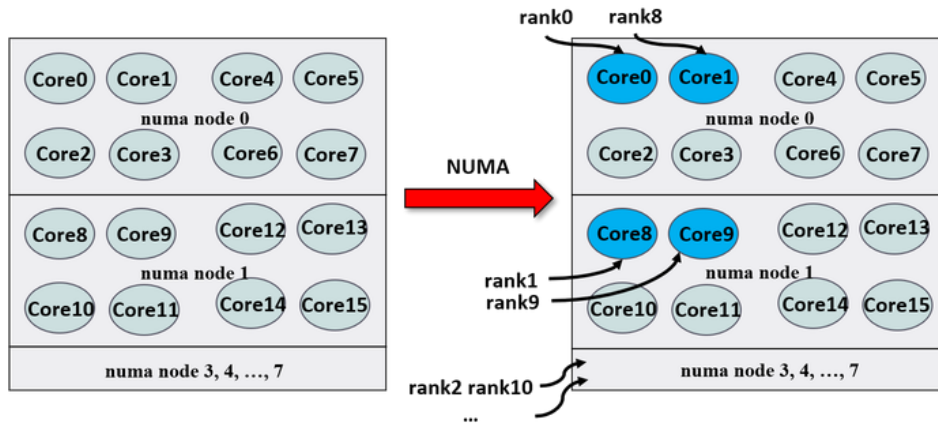 rank0 rank8
Core0 Core1 Core4 Core5
numa node 0
Core2 Core3 Core6 Core7
Core8 Core9 Core12 Core13
numa node 1
Core10 Core11 Core14 Core15
numa node 3, 4, ..., 7
NUMA
Core0 Core1 Core4 Core5
numa node 0
Core2 Core3 Core6 Core7
Core8 Core9 Core12 Core13
numa node 1
rank1
rank9
Core10 Core11 Core14 Core15
numa node 3, 4, ..., 7
rank2 rank10
...